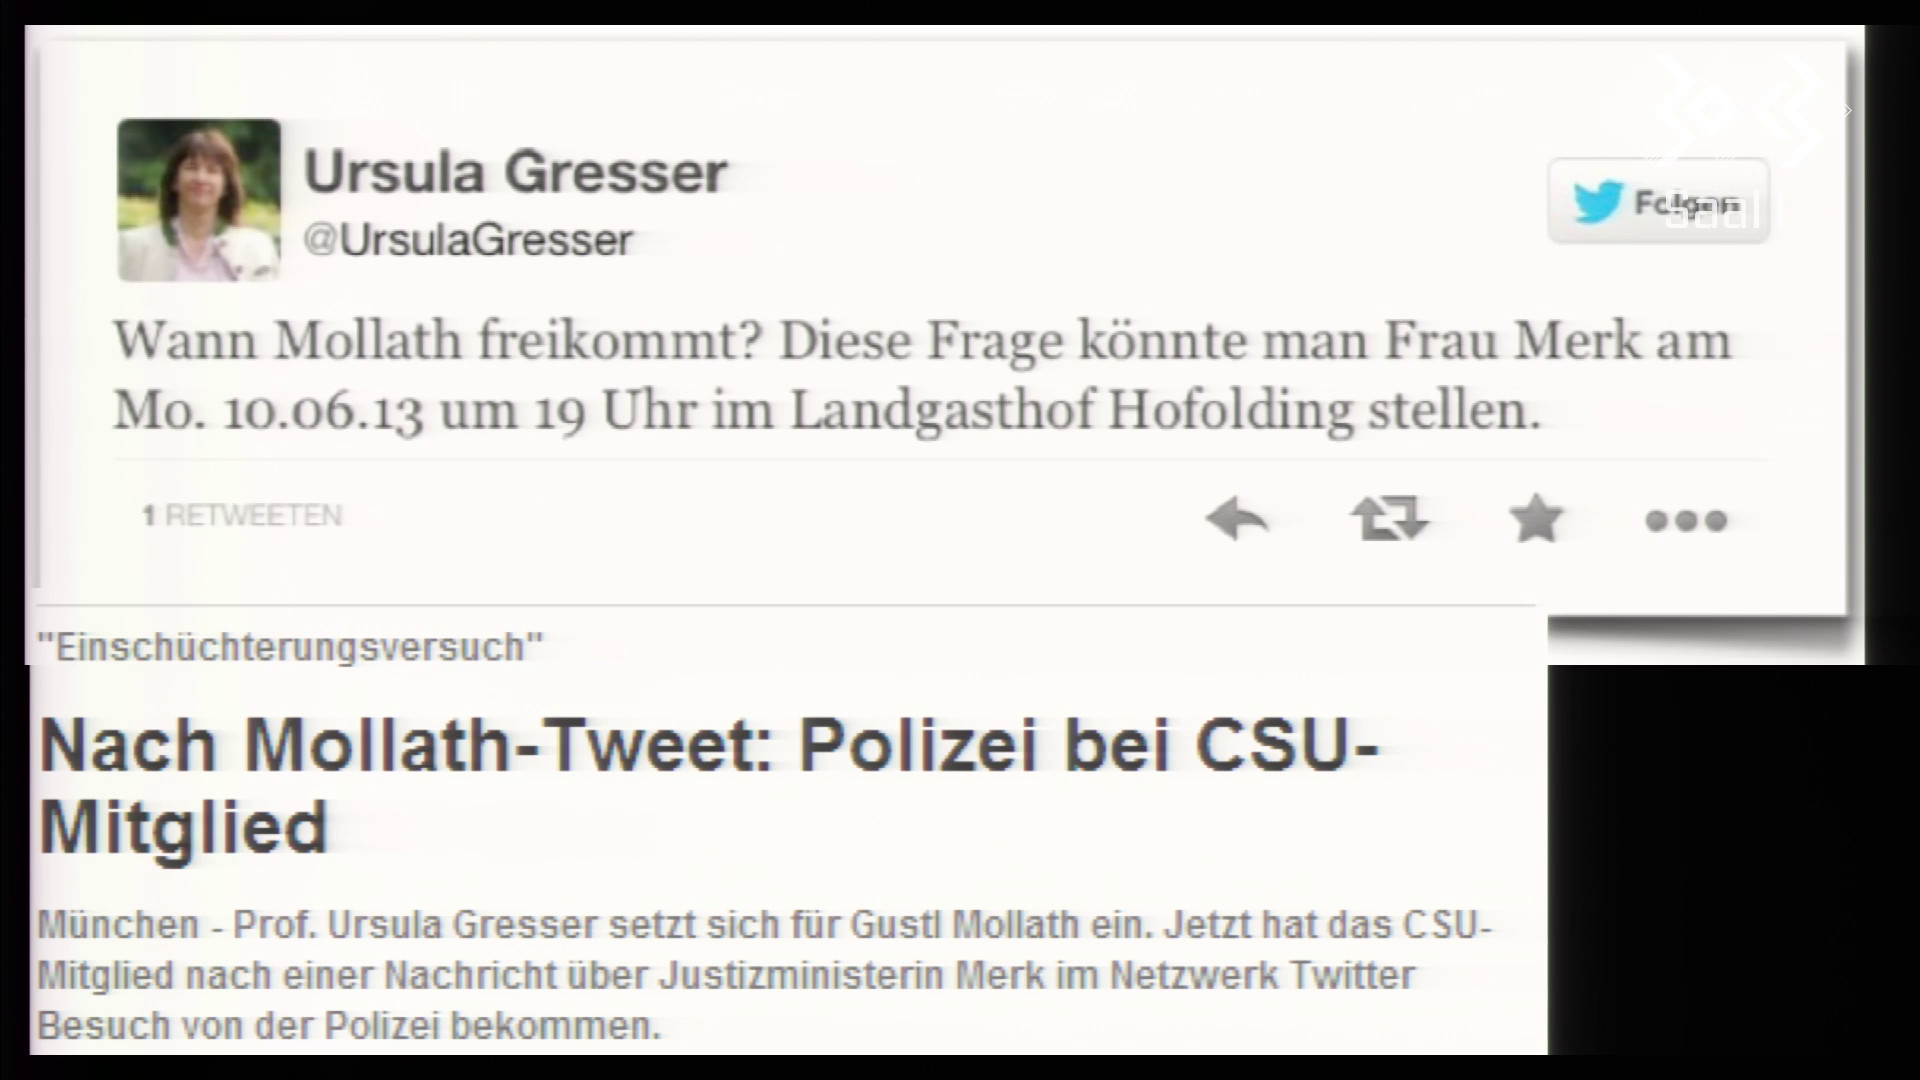 Ursula Gresser
@UrsulaGresser
Folgen
Saal 1
Wann Mollath freikommt? Diese Frage könnte man Frau Merk am
Mo. 10.06.13 um 19 Uhr im Landgasthof Hofolding stellen.
1 RETWEETEN
"Einschüchterungsversuch"
Nach Mollath-Tweet: Polizei bei CSU-
Mitglied
München - Prof. Ursula Gresser setzt sich für Gustl Mollath ein. Jetzt hat das CSU-
Mitglied nach einer Nachricht über Justizministerin Merk im Netzwerk Twitter
Besuch von der Polizei bekommen.